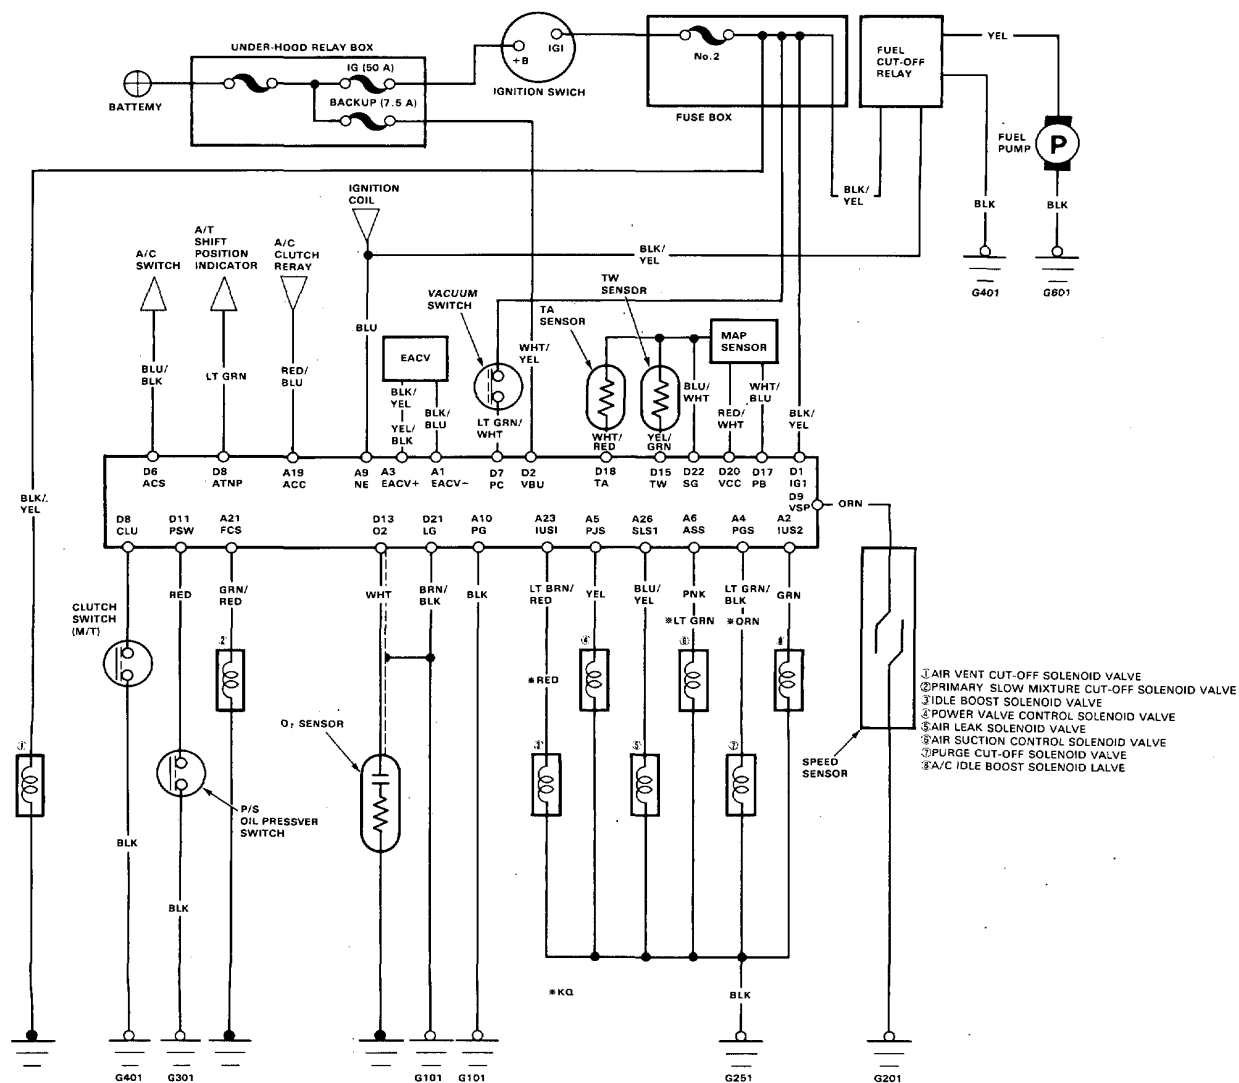 UNDER-HOOD RELAY BOX
IG (50 A)
BACKUP (7.5 A)
BATTEMY
+B
IGI
IGNITION SWICH
No.2
FUSE BOX
FUEL
CUT-OFF
RELAY
YEL
FUEL
PUMP
P
BLK/
YEL
BLK
BLK
G401
G601
IGNITION
COIL
BLK/
YEL
A/C
SWITCH
A/T
SHIFT
POSITION
INDICATOR
A/C
CLUTCH
RERAY
VACUUM
SWITCH
TA
SENSOR
TW
SENSOR
MAP
SENSOR
EACV
BLU
BLU/
BLK
LT GRN
RED/
BLU
BLK/
YEL
YEL/
BLK
BLK/
BLU
LT GRN/
WHT
WHT/
YEL
WHT/
RED
YEL/
GRN
BLU/
WHT
RED/
WHT
WHT/
BLU
BLK/
YEL
D6
ACS
D8
ATNP
A19
ACC
A9
NE
A3
EACV+
A1
EACV-
D7
PC
D2
VBU
D18
TA
D15
TW
D22
SG
D20
VCC
D17
PB
D1
IG1
D9
VSP
ORN
BLK/.
YEL
D8
CLU
D11
PSW
A21
FCS
D13
O2
D21
LG
A10
PG
A23
IUSI
A5
PJS
A26
SLS1
A6
ASS
A4
PGS
A2
IUS2
RED
GRN/
RED
WHT
BRN/
BLK
BLK
LT BRN/
RED
YEL
BLU/
YEL
PNK
※LT GRN
LT GRN/
BLK
※ORN
GRN
CLUTCH
SWITCH
(M/T)
②
④
⑥
⑧
※RED
O₂ SENSOR
①
③
⑤
⑦
P/S
OIL PRESSVER
SWITCH
SPEED
SENSOR
①AIR VENT CUT-OFF SOLENOID VALVE
②PRIMARY SLOW MIXTURE CUT-OFF SOLENOID VALVE
③IDLE BOOST SOLENOID VALVE
④POWER VALVE CONTROL SOLENOID VALVE
⑤AIR LEAK SOLENOID VALVE
⑥AIR SUCTION CONTROL SOLENOID VALVE
⑦PURGE CUT-OFF SOLENOID VALVE
⑧A/C IDLE BOOST SOLENOID LALVE
BLK
BLK
※KQ
BLK
G401
G301
G101
G101
G251
G201